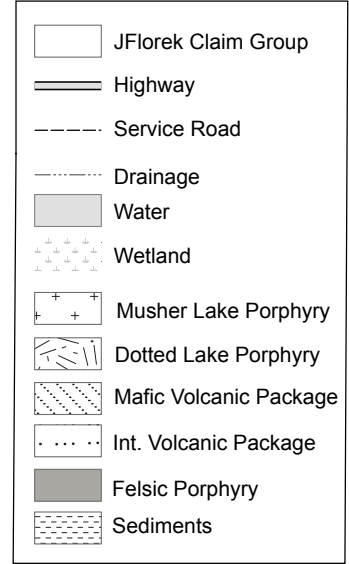 JFlorek Claim Group
Highway
Service Road
Drainage
Water
Wetland
Musher Lake Porphyry
Dotted Lake Porphyry
Mafic Volcanic Package
Int. Volcanic Package
Felsic Porphyry
Sediments